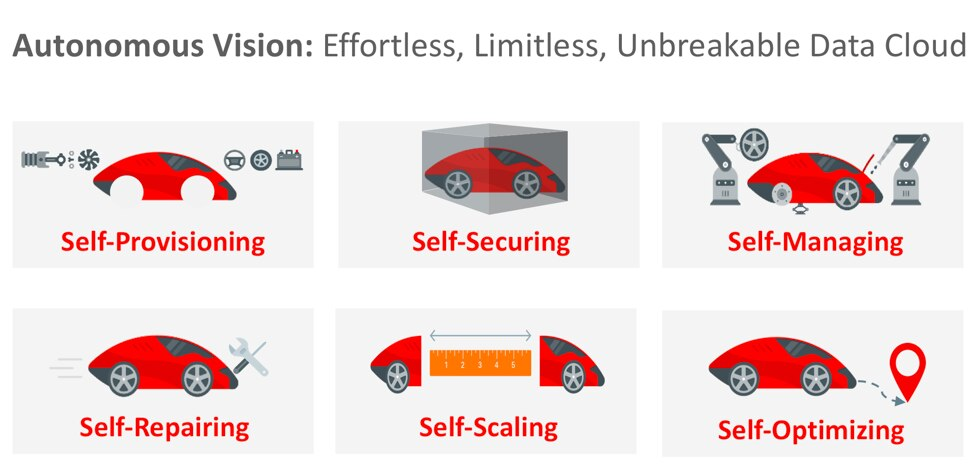 Autonomous Vision: Effortless, Limitless, Unbreakable Data Cloud
Self-Provisioning
Self-Securing
Self-Managing
1 2 3 4 5
Self-Repairing
Self-Scaling
Self-Optimizing